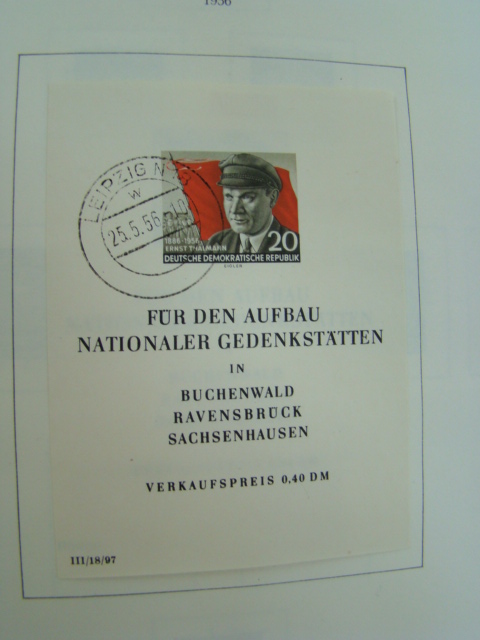 1956
LEIPZIG N
W
25.5.56
1886-1956
ERNST THÄLMANN
20
DEUTSCHE DEMOKRATISCHE REPUBLIK
FÜR DEN AUFBAU
NATIONALER GEDENKSTÄTTEN
IN
BUCHENWALD
RAVENSBRÜCK
SACHSENHAUSEN
VERKAUFSPREIS 0,40 DM
III/18/97